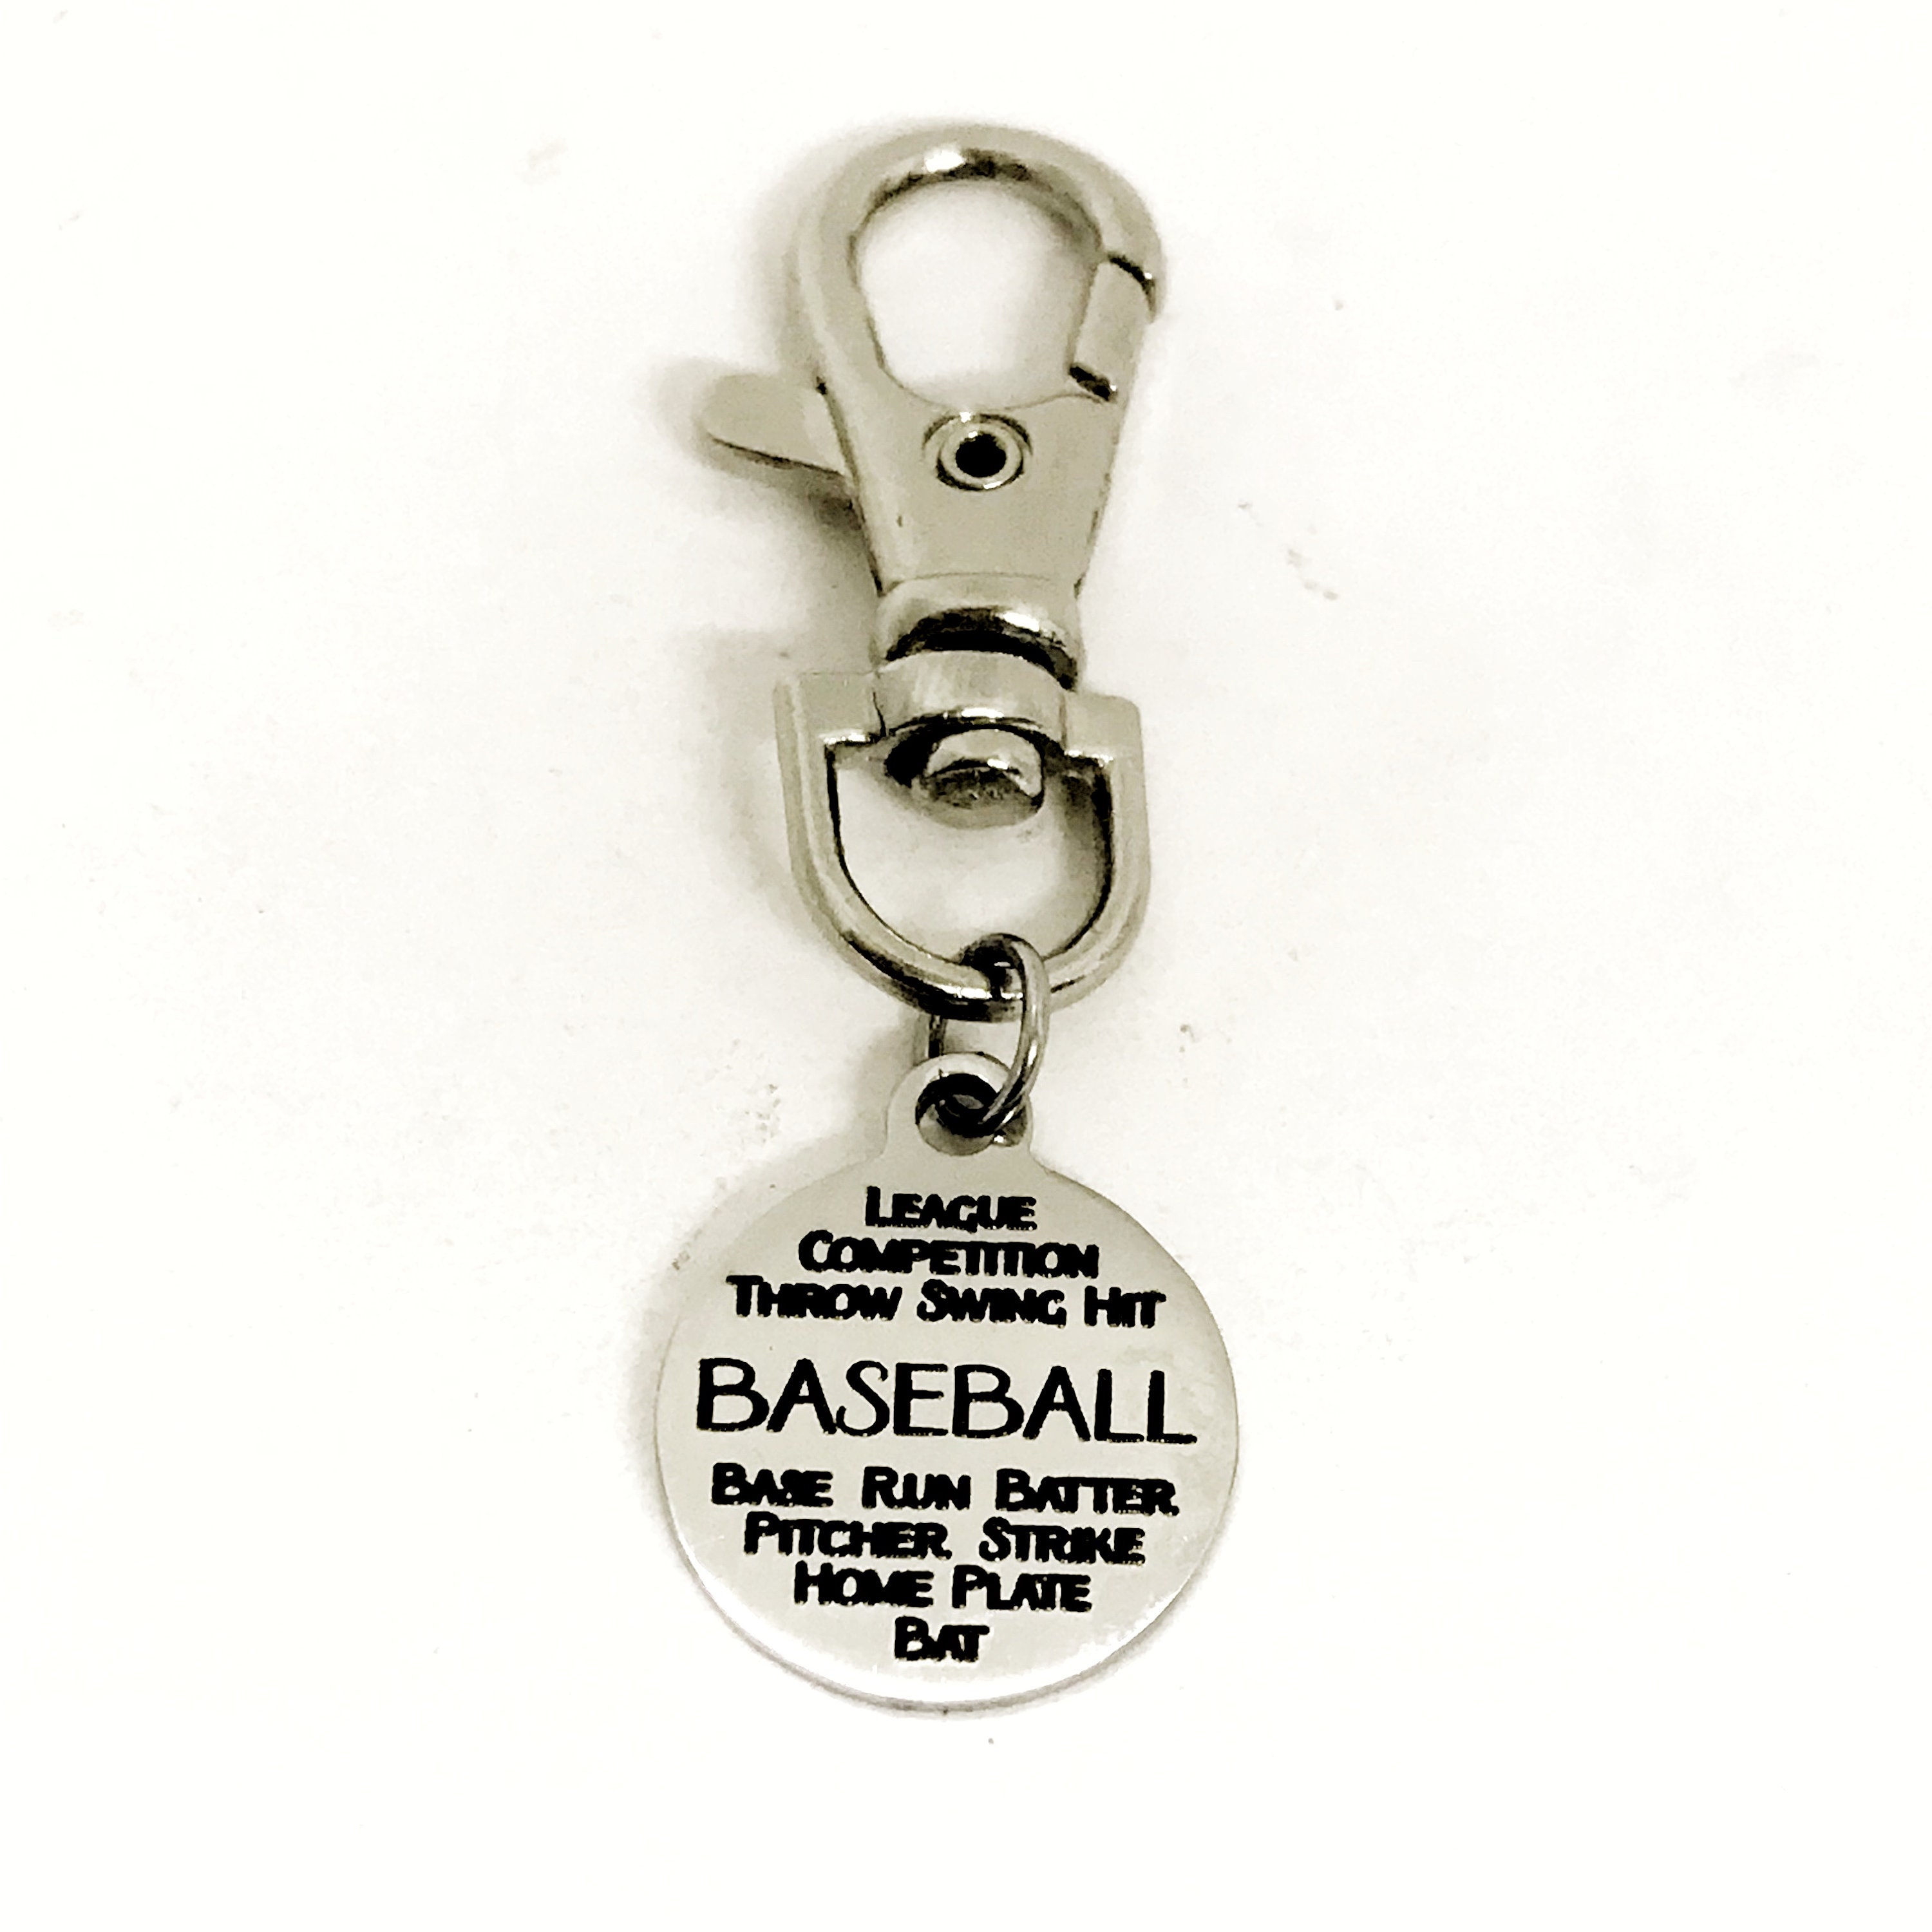 LEAGUE
COMPETITION
THROW SWING HIT
BASEBALL
BASE RUN BATTER
PITCHER STRIKE
HOME PLATE
BAT